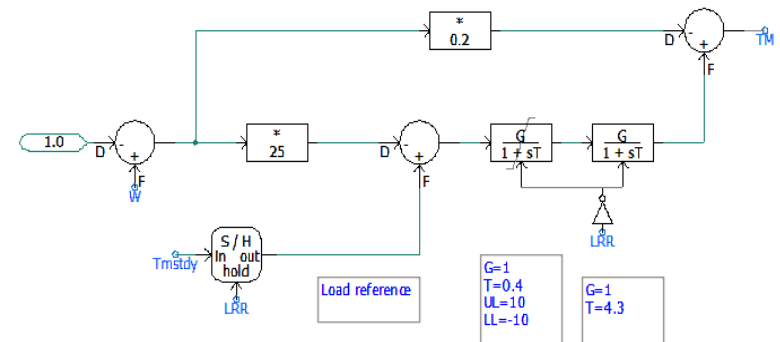 *
0.2
D
-
+
TM
F
1.0
D
-
+
F
W
*
25
D
-
+
F
G
1 + sT
G
1 + sT
LRR
Tmstdy
S / H
In out
hold
LRR
Load reference
G=1
T=0.4
UL=10
LL=-10
G=1
T=4.3